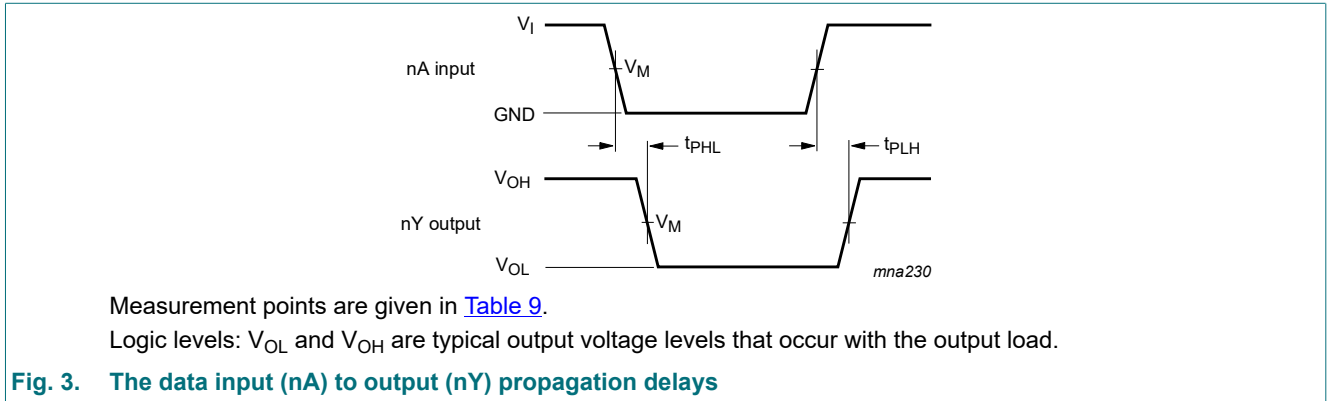 V_I
nA input
V_M
GND
t_PHL
t_PLH
V_OH
nY output
V_M
V_OL
mna230
Measurement points are given in Table 9.
Logic levels: V_OL and V_OH are typical output voltage levels that occur with the output load.
Fig. 3. The data input (nA) to output (nY) propagation delays